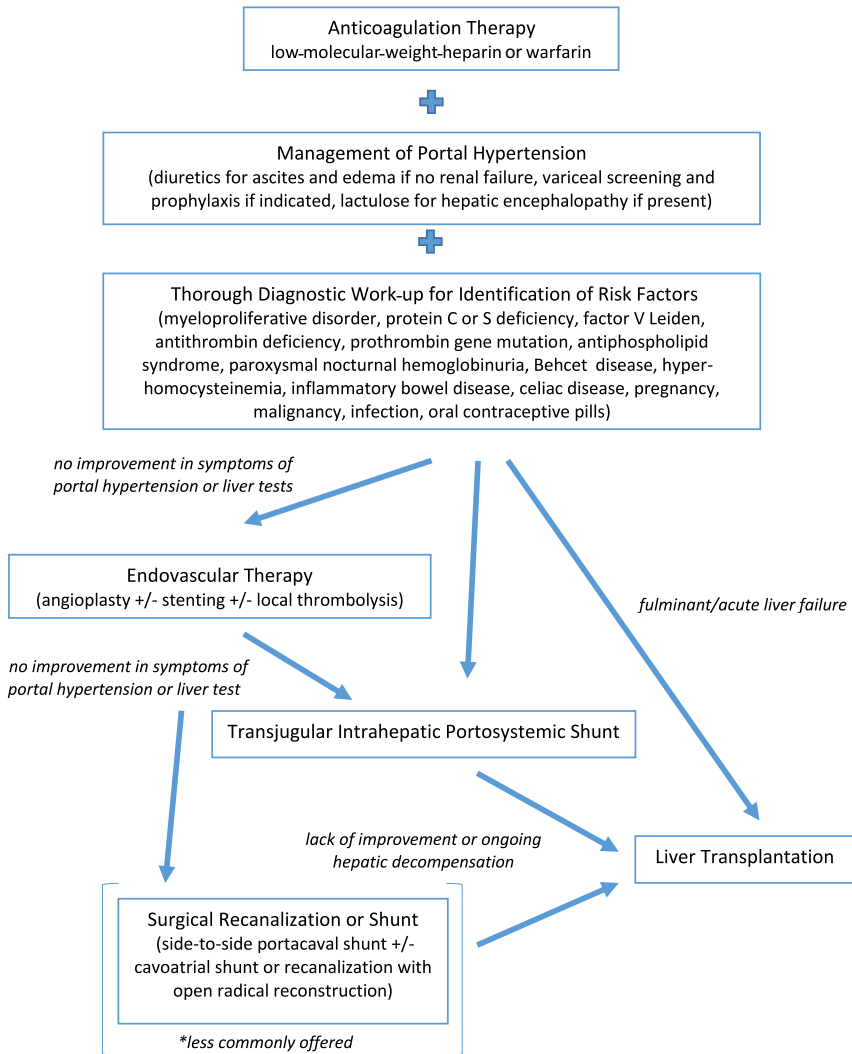 Anticoagulation Therapy
low-molecular-weight-heparin or warfarin
Management of Portal Hypertension
(diuretics for ascites and edema if no renal failure, variceal screening and
prophylaxis if indicated, lactulose for hepatic encephalopathy if present)
Thorough Diagnostic Work-up for Identification of Risk Factors
(myeloproliferative disorder, protein C or S deficiency, factor V Leiden,
antithrombin deficiency, prothrombin gene mutation, antiphospholipid
syndrome, paroxysmal nocturnal hemoglobinuria, Behcet disease, hyper-
homocysteinemia, inflammatory bowel disease, celiac disease, pregnancy,
malignancy, infection, oral contraceptive pills)
no improvement in symptoms of
portal hypertension or liver tests
Endovascular Therapy
(angioplasty +/- stenting +/- local thrombolysis)
fulminant/acute liver failure
no improvement in symptoms of
portal hypertension or liver test
Transjugular Intrahepatic Portosystemic Shunt
lack of improvement or ongoing
hepatic decompensation
Liver Transplantation
Surgical Recanalization or Shunt
(side-to-side portacaval shunt +/-
cavoatrial shunt or recanalization with
open radical reconstruction)
*less commonly offered